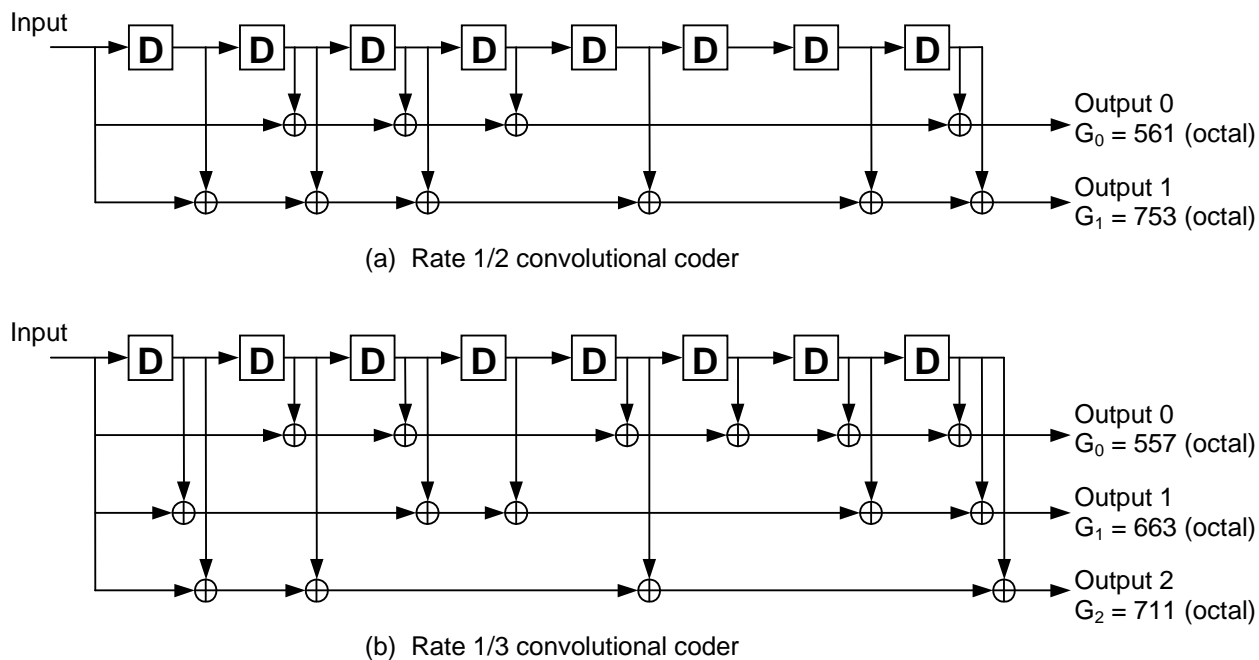 Input
D D D D D D D D
Output 0
G0 = 561 (octal)
Output 1
G1 = 753 (octal)
(a) Rate 1/2 convolutional coder
Input
D D D D D D D D
Output 0
G0 = 557 (octal)
Output 1
G1 = 663 (octal)
Output 2
G2 = 711 (octal)
(b) Rate 1/3 convolutional coder